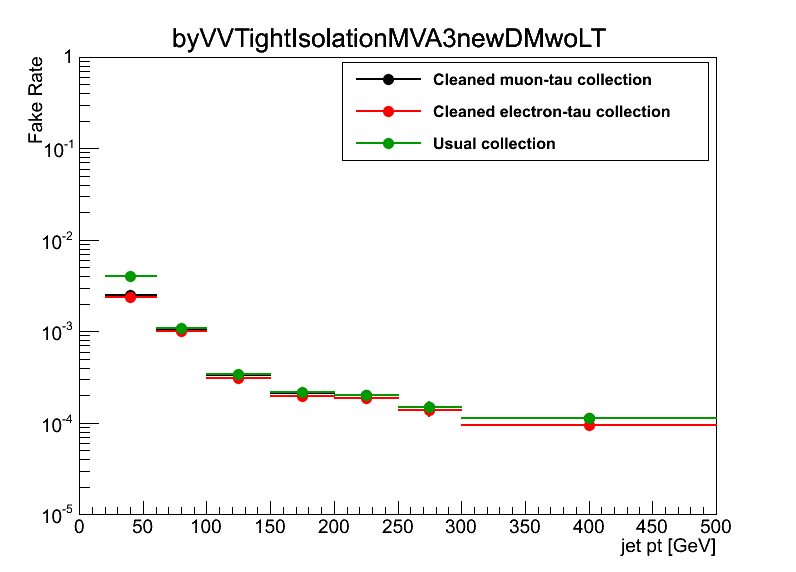 byVVTightIsolationMVA3newDMwoLT
Fake Rate
Cleaned muon-tau collection
Cleaned electron-tau collection
Usual collection
1
10^-1
10^-2
10^-3
10^-4
10^-5
0 50 100 150 200 250 300 350 400 450 500
jet pt [GeV]